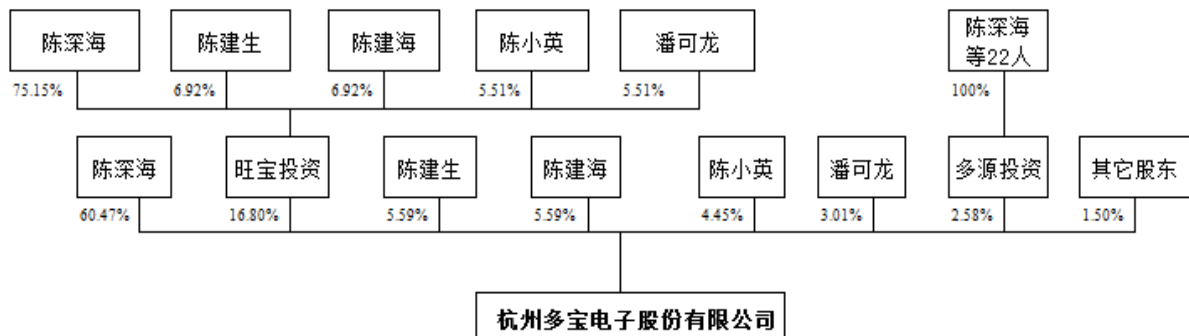 陈深海
陈建生
陈建海
陈小英
潘可龙
陈深海
等22人
75.15%
6.92%
6.92%
5.51%
5.51%
100%
陈深海
旺宝投资
陈建生
陈建海
陈小英
潘可龙
多源投资
其它股东
60.47%
16.80%
5.59%
5.59%
4.45%
3.01%
2.58%
1.50%
杭州多宝电子股份有限公司